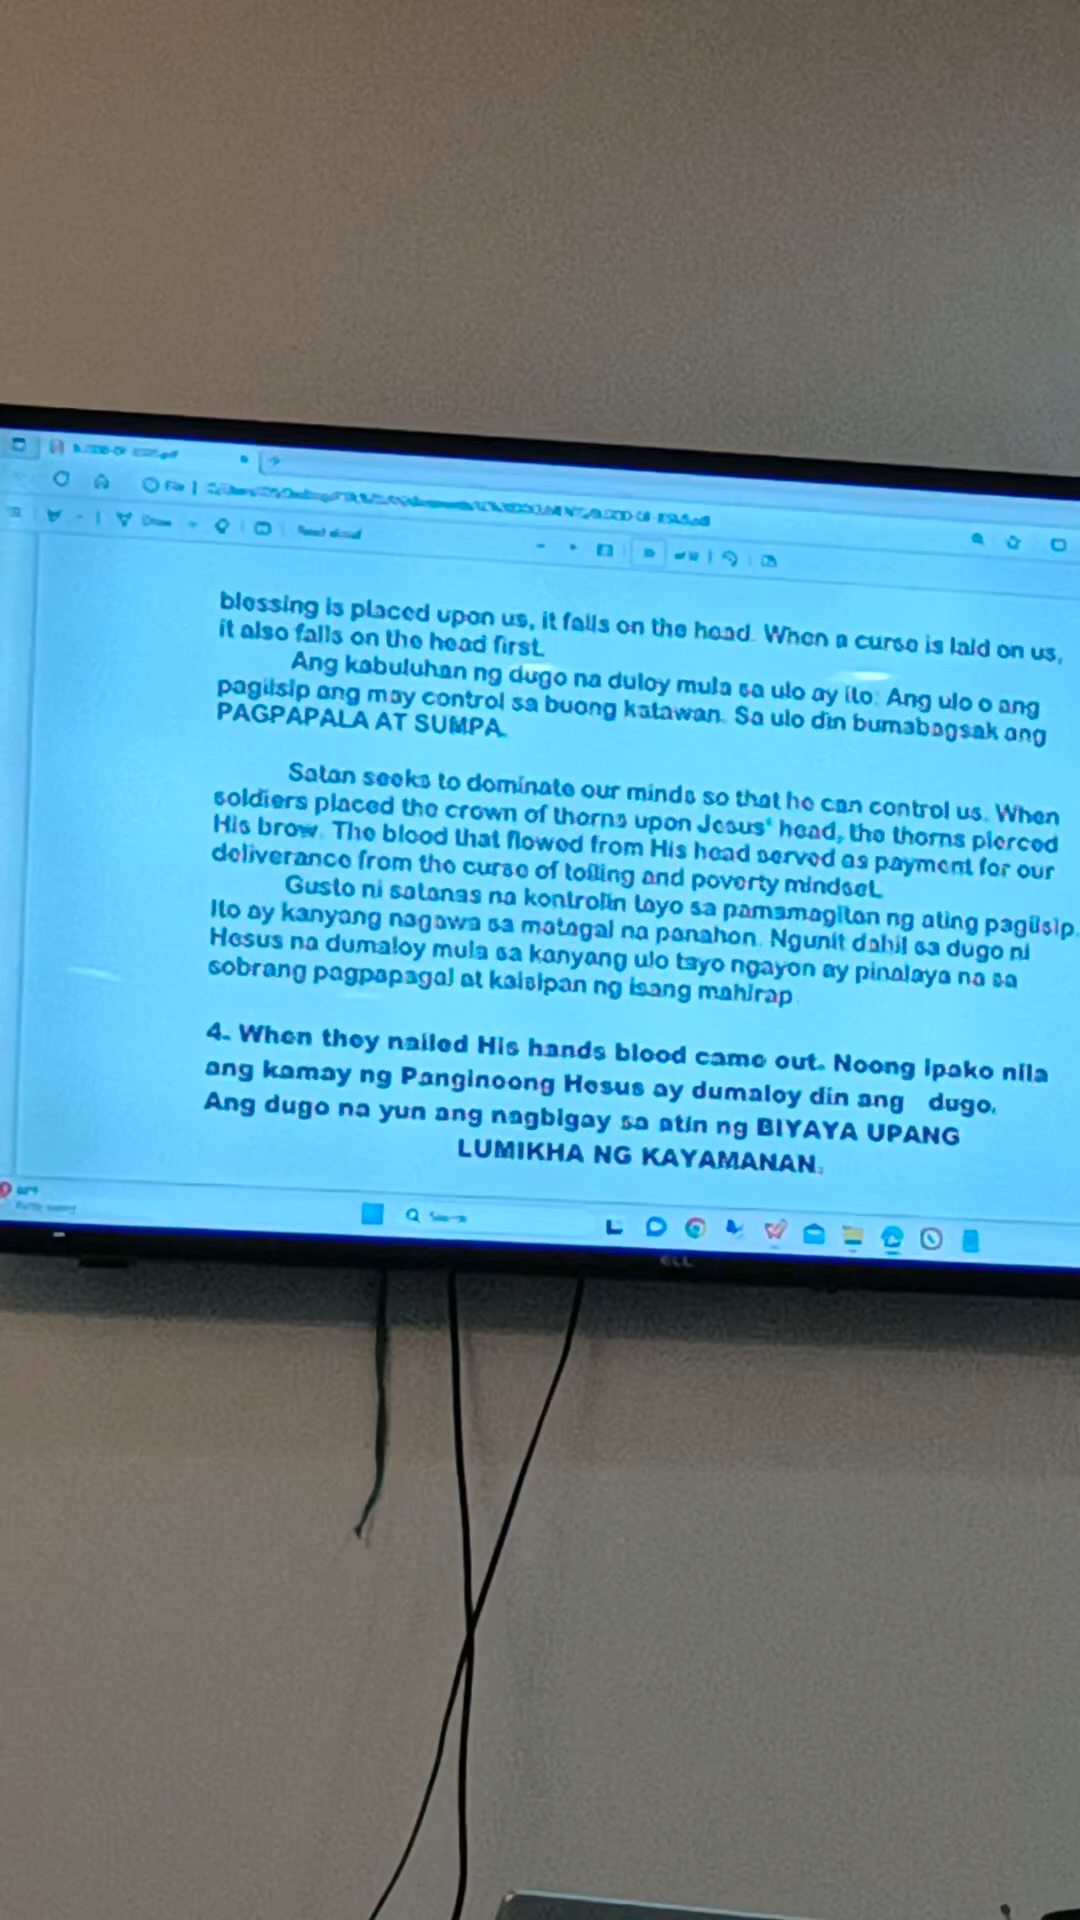 Read aloud
blessing is placed upon us, it falls on the head. When a curse is laid on us,
it also falls on the head first.
Ang kabuluhan ng dugo na duloy mula sa ulo ay ito: Ang ulo o ang
pagiisip ang may control sa buong katawan. Sa ulo din bumabagsak ang
PAGPAPALA AT SUMPA.
Satan seeks to dominate our minds so that he can control us. When
soldiers placed the crown of thorns upon Jesus' head, the thorns pierced
His brow. The blood that flowed from His head served as payment for our
deliverance from the curse of toiling and poverty mindset.
Gusto ni satanas na kontrolin tayo sa pamamagitan ng ating pagiisip.
Ito ay kanyang nagawa sa matagal na panahon. Ngunit dahil sa dugo ni
Hesus na dumaloy mula sa kanyang ulo tayo ngayon ay pinalaya na sa
sobrang pagpapagal at kaisipan ng isang mahirap.
4. When they nailed His hands blood came out. Noong ipako nila
ang kamay ng Panginoong Hesus ay dumaloy din ang dugo.
Ang dugo na yun ang nagbigay sa atin ng BIYAYA UPANG
LUMIKHA NG KAYAMANAN.